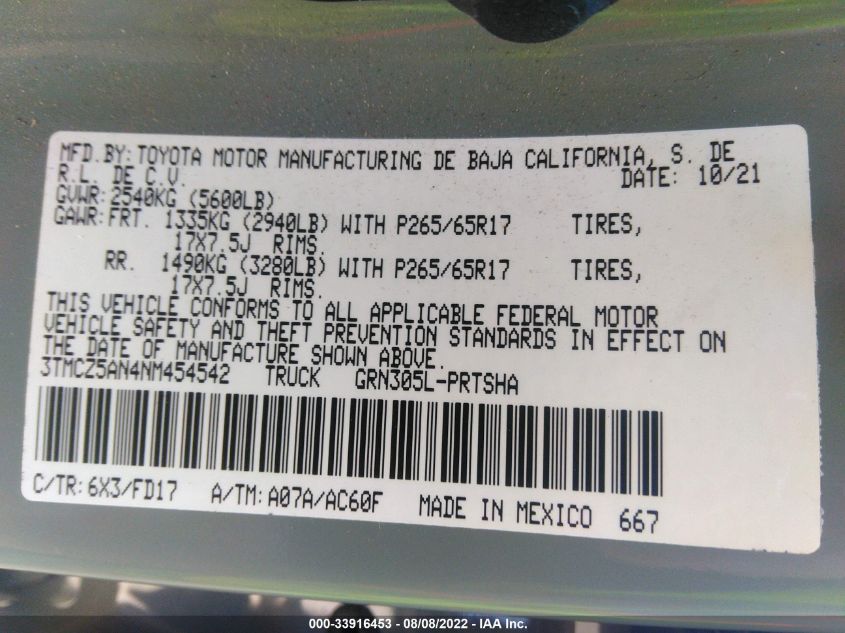 MFD.BY: TOYOTA MOTOR MANUFACTURING DE BAJA CALIFORNIA, S. DE
R.L. DE C.V. DATE: 10/21
GVWR: 2540KG (5600LB)
GAWR: FRT. 1335KG (2940LB) WITH P265/65R17 TIRES,
17X7.5J RIMS.
RR. 1490KG (3280LB) WITH P265/65R17 TIRES,
17X7.5J RIMS.
THIS VEHICLE CONFORMS TO ALL APPLICABLE FEDERAL MOTOR
VEHICLE SAFETY AND THEFT PREVENTION STANDARDS IN EFFECT ON
THE DATE OF MANUFACTURE SHOWN ABOVE.
3TMCZ5AN4NM454542 TRUCK GRN305L-PRTSHA
C/TR: 6X3/FD17 A/TM: A07A/AC60F MADE IN MEXICO 667
000-33916453 - 08/08/2022 - IAA Inc.